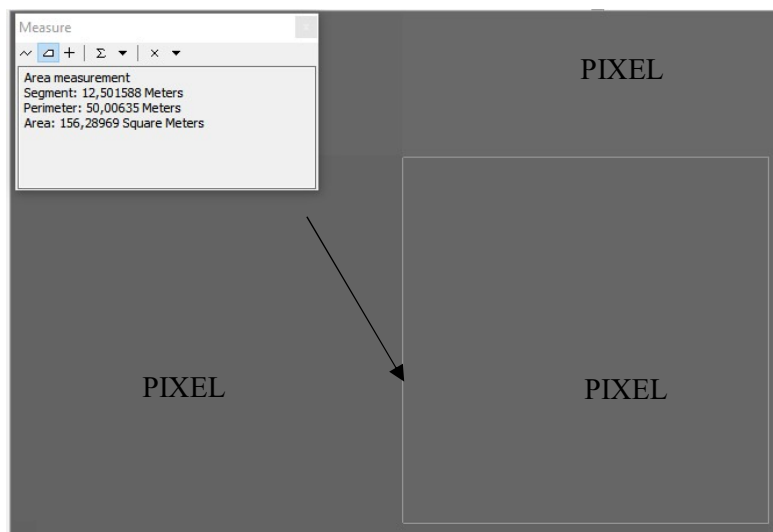 Measure
Area measurement
Segment: 12,501588 Meters
Perimeter: 50,00635 Meters
Area: 156,28969 Square Meters
PIXEL
PIXEL
PIXEL